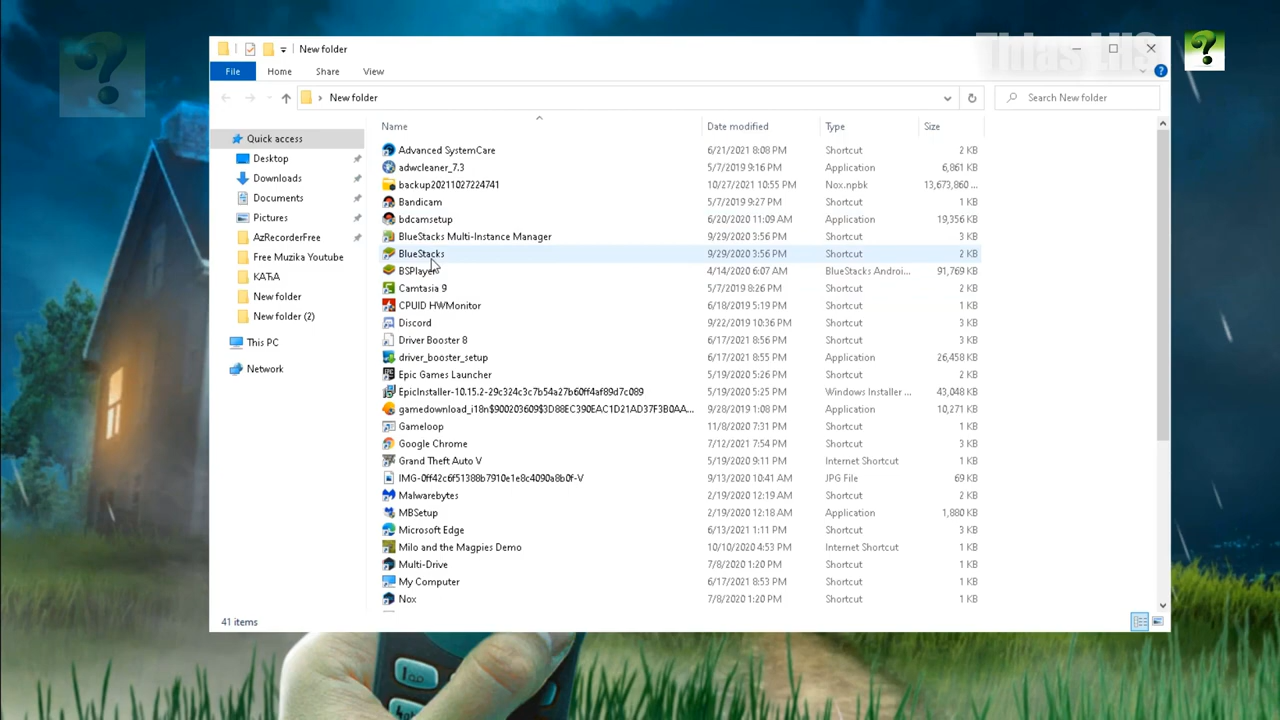 New folder
File Home Share View
New folder
Search New folder
Name Date modified Type Size
Quick access
Desktop
Downloads
Documents
Pictures
AzRecorderFree
Free Muzika Youtube
КАЋА
New folder
New folder (2)
This PC
Network
Advanced SystemCare 6/21/2021 8:08 PM Shortcut 2 KB
adwcleaner_7.3 5/7/2019 9:16 PM Application 6,861 KB
backup20211027224741 10/27/2021 10:55 PM Nox.npbk 13,673,860 ...
Bandicam 5/7/2019 9:27 PM Shortcut 1 KB
bdcamsetup 6/20/2020 11:09 AM Application 19,356 KB
BlueStacks Multi-Instance Manager 9/29/2020 3:56 PM Shortcut 3 KB
BlueStacks 9/29/2020 3:56 PM Shortcut 2 KB
BSPlayer 4/14/2020 6:07 AM BlueStacks Androi... 91,769 KB
Camtasia 9 5/7/2019 8:26 PM Shortcut 2 KB
CPUID HWMonitor 6/18/2019 5:19 PM Shortcut 1 KB
Discord 9/22/2019 10:36 PM Shortcut 3 KB
Driver Booster 8 6/17/2021 8:56 PM Shortcut 3 KB
driver_booster_setup 6/17/2021 8:55 PM Application 26,458 KB
Epic Games Launcher 5/19/2020 5:26 PM Shortcut 3 KB
EpicInstaller-10.15.2-29c324c3c7b54a27b60ff4af89d7c089 5/19/2020 5:25 PM Windows Installer ... 43,048 KB
gamedownload_i18n$900203609$3D88EC390EAC1D21AD37F3B0AA... 9/28/2019 1:08 PM Application 10,271 KB
Gameloop 11/8/2020 7:31 PM Shortcut 1 KB
Google Chrome 7/12/2021 7:54 PM Shortcut 3 KB
Grand Theft Auto V 5/19/2020 9:11 PM Internet Shortcut 1 KB
IMG-0ff42c6f51388b7910e1e8c4090a8b0f-V 9/13/2020 10:41 AM JPG File 69 KB
Malwarebytes 2/19/2020 12:19 AM Shortcut 2 KB
MBSetup 2/19/2020 12:18 AM Application 1,880 KB
Microsoft Edge 6/13/2021 1:11 PM Shortcut 3 KB
Milo and the Magpies Demo 10/10/2020 4:53 PM Internet Shortcut 1 KB
Multi-Drive 7/8/2020 1:20 PM Shortcut 1 KB
My Computer 6/17/2021 8:53 PM Shortcut 1 KB
Nox 7/8/2020 1:20 PM Shortcut 1 KB
41 items